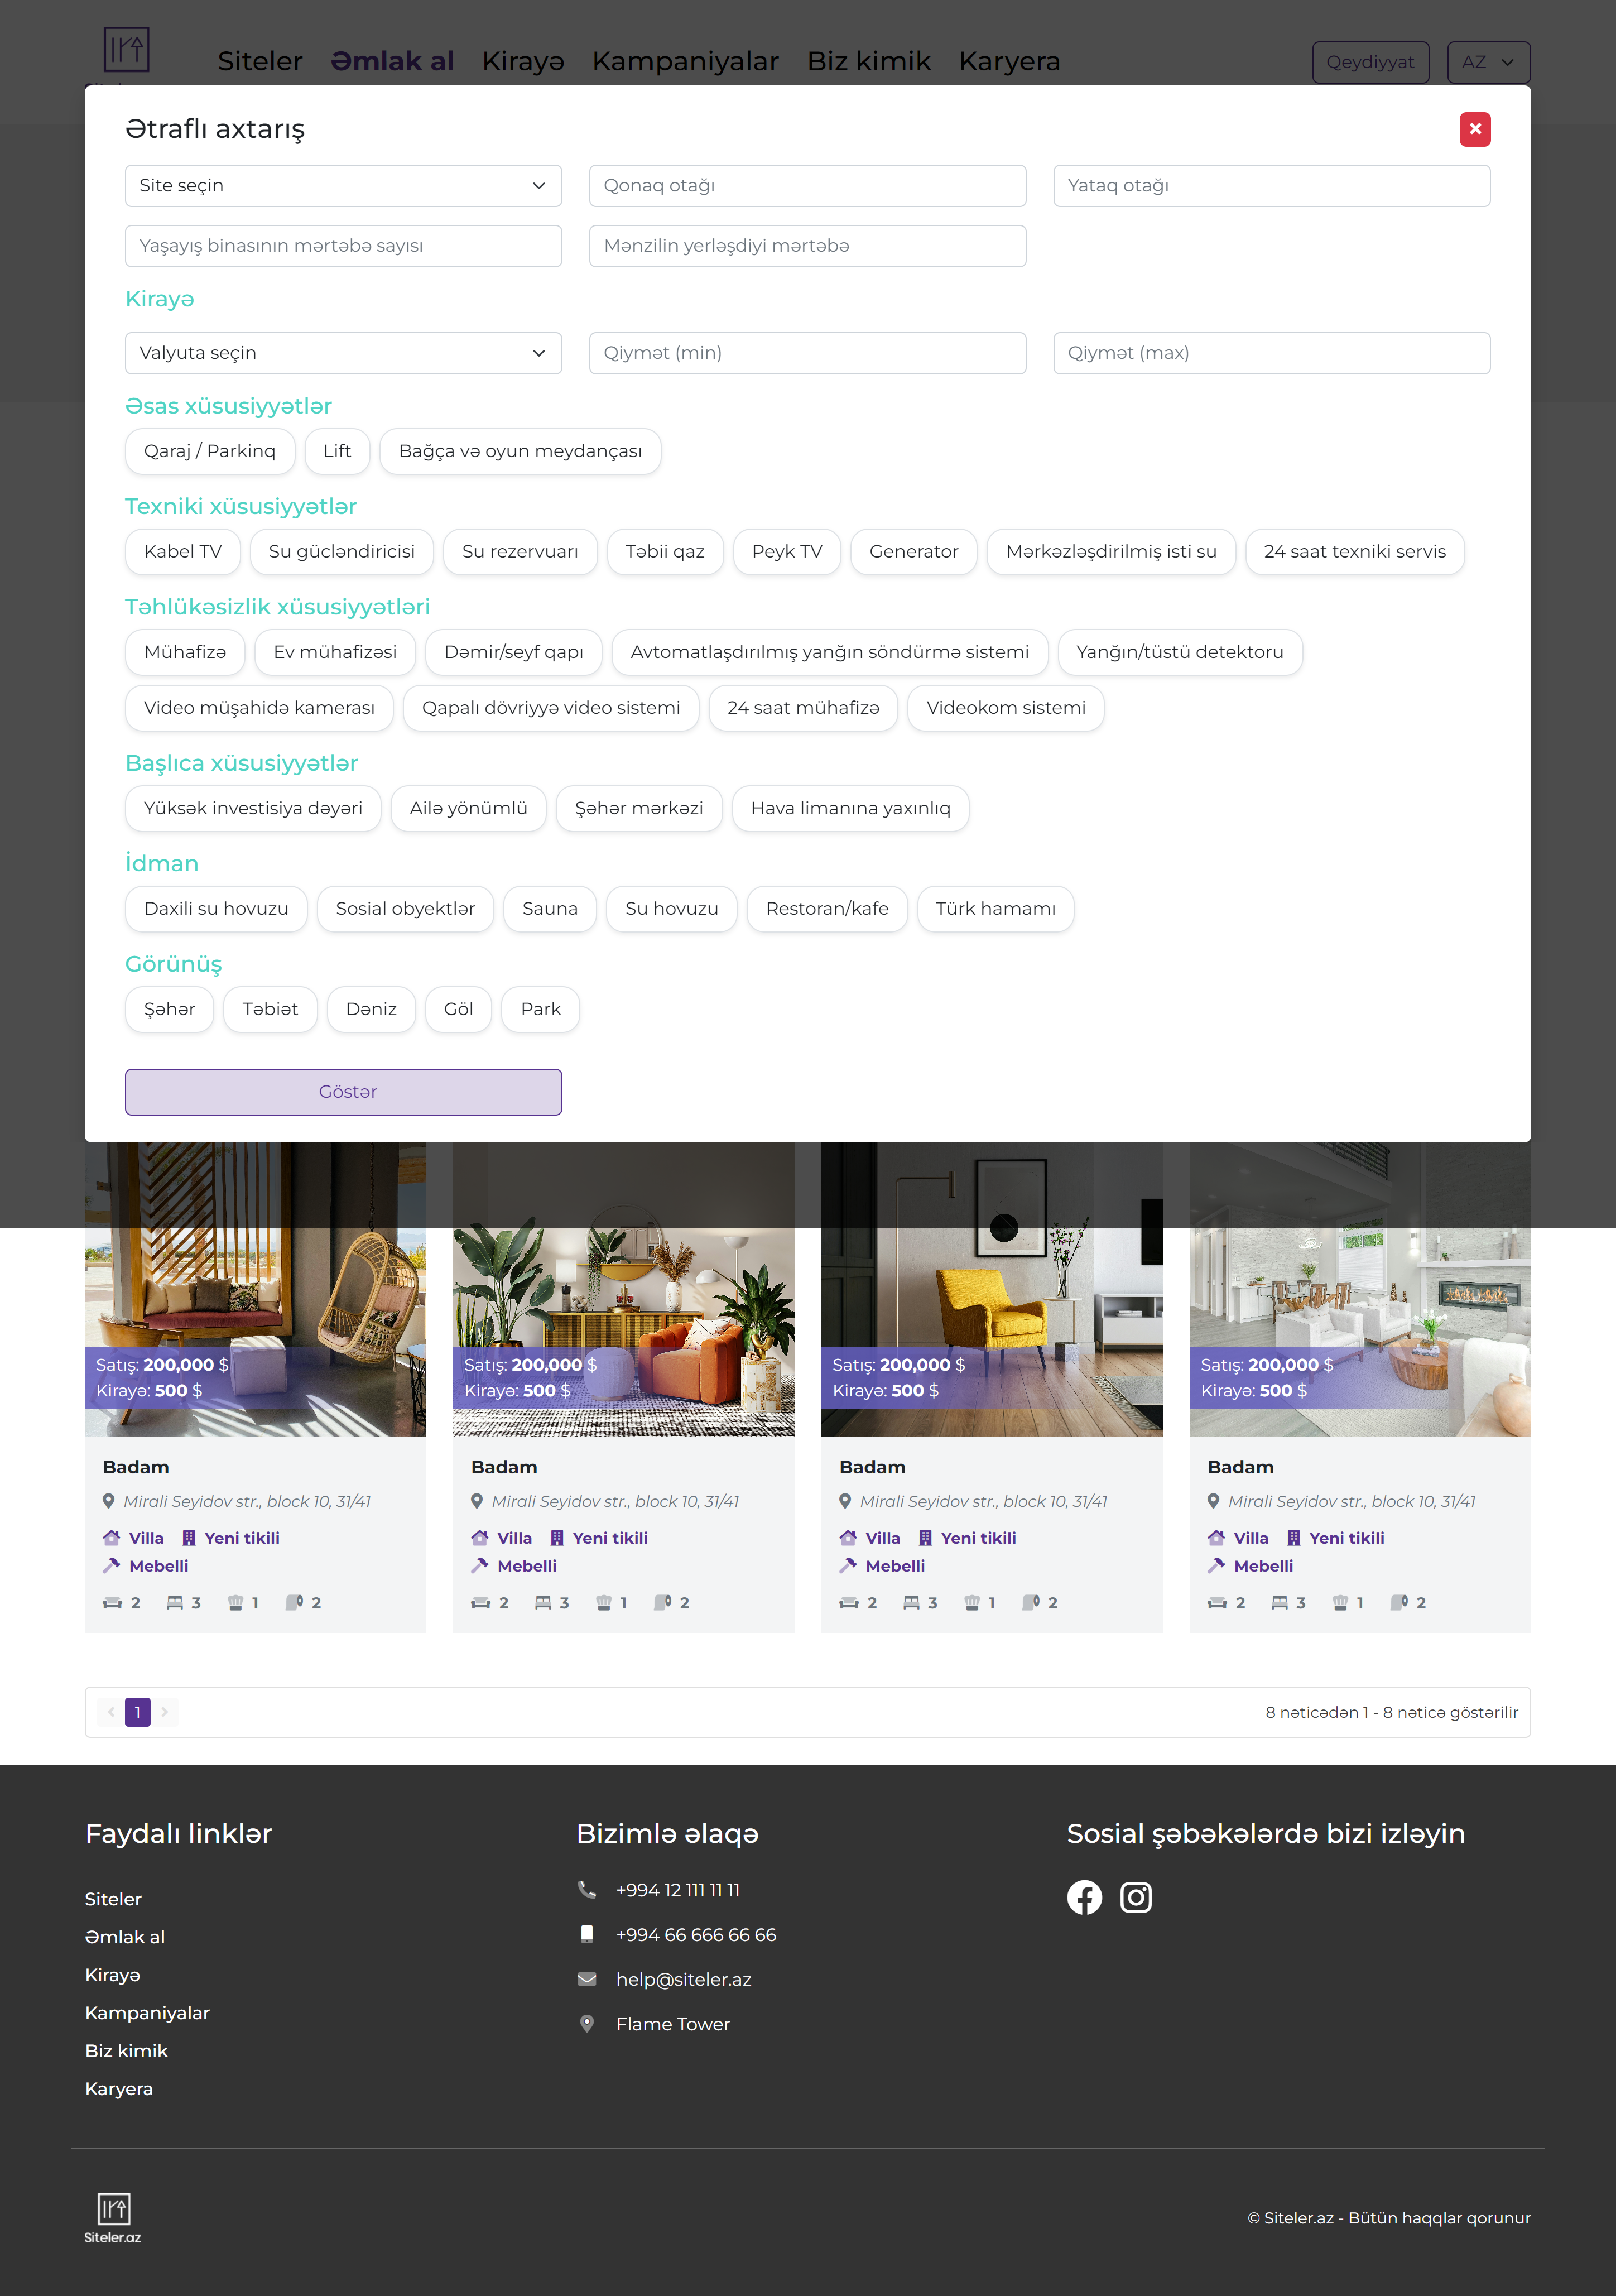 Siteler Əmlak al Kirayə Kampaniyalar Biz kimik Karyera Qeydiyyat AZ
Ətraflı axtarış
Site seçin Qonaq otağı Yataq otağı
Yaşayış binasının mərtəbə sayısı Mənzilin yerləşdiyi mərtəbə
Kirayə
Valyuta seçin Qiymət (min) Qiymət (max)
Əsas xüsusiyyətlər
Qaraj / Parkinq Lift Bağça və oyun meydançası
Texniki xüsusiyyətlər
Kabel TV Su gücləndiricisi Su rezervuarı Təbii qaz Peyk TV Generator Mərkəzləşdirilmiş isti su 24 saat texniki servis
Təhlükəsizlik xüsusiyyətləri
Mühafizə Ev mühafizəsi Dəmir/seyf qapı Avtomatlaşdırılmış yanğın söndürmə sistemi Yanğın/tüstü detektoru
Video müşahidə kamerası Qapalı dövriyyə video sistemi 24 saat mühafizə Videokom sistemi
Başlıca xüsusiyyətlər
Yüksək investisiya dəyəri Ailə yönümlü Şəhər mərkəzi Hava limanına yaxınlıq
İdman
Daxili su hovuzu Sosial obyektlər Sauna Su hovuzu Restoran/kafe Türk hamamı
Görünüş
Şəhər Təbiət Dəniz Göl Park
Göstər
Satış: 200,000 $ Satış: 200,000 $ Satış: 200,000 $ Satış: 200,000 $
Kirayə: 500 $ Kirayə: 500 $ Kirayə: 500 $ Kirayə: 500 $
Badam Badam Badam Badam
Mirali Seyidov str., block 10, 31/41 Mirali Seyidov str., block 10, 31/41 Mirali Seyidov str., block 10, 31/41 Mirali Seyidov str., block 10, 31/41
Villa Yeni tikili Villa Yeni tikili Villa Yeni tikili Villa Yeni tikili
Mebelli Mebelli Mebelli Mebelli
2 3 1 2 2 3 1 2 2 3 1 2 2 3 1 2
1 8 nəticədən 1 - 8 nəticə göstərilir
Faydalı linklər
Siteler
Əmlak al
Kirayə
Kampaniyalar
Biz kimik
Karyera
Bizimlə əlaqə
+994 12 111 11 11
+994 66 666 66 66
help@siteler.az
Flame Tower
Sosial şəbəkələrdə bizi izləyin
Siteler.az
© Siteler.az - Bütün haqqlar qorunur